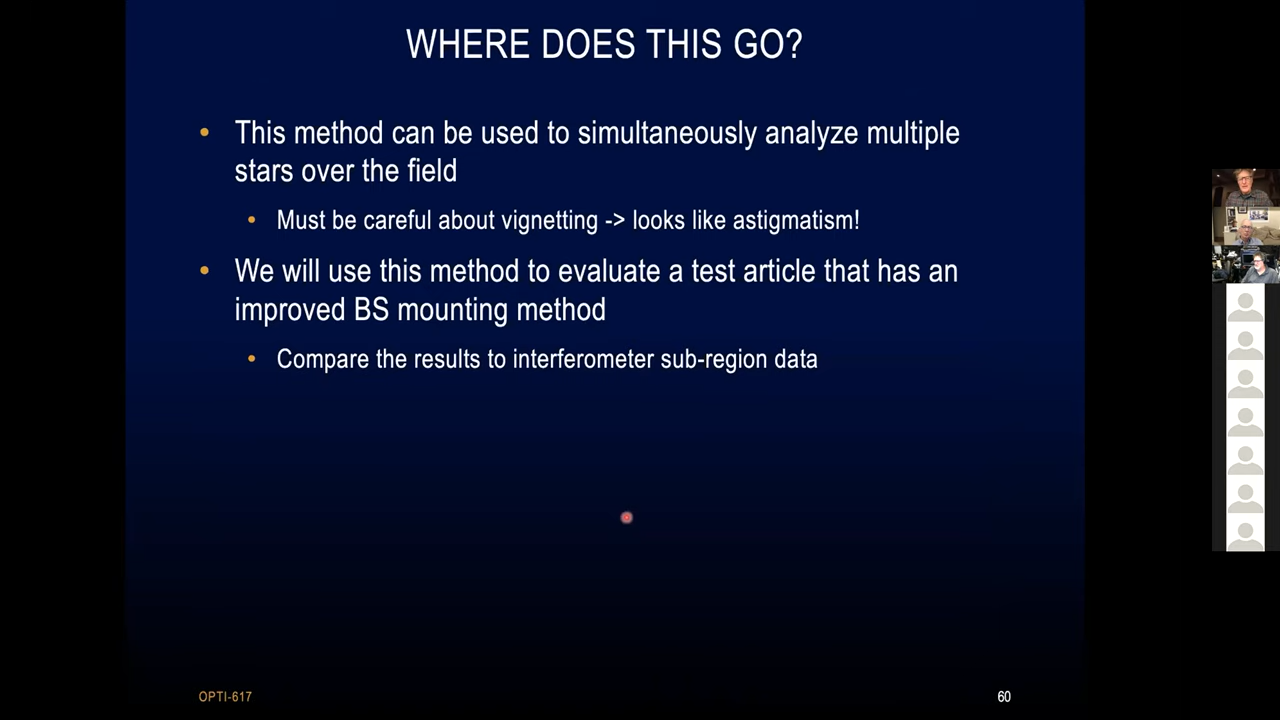 WHERE DOES THIS GO?
• This method can be used to simultaneously analyze multiple
stars over the field
• Must be careful about vignetting -> looks like astigmatism!
• We will use this method to evaluate a test article that has an
improved BS mounting method
• Compare the results to interferometer sub-region data
OPTI-617
60